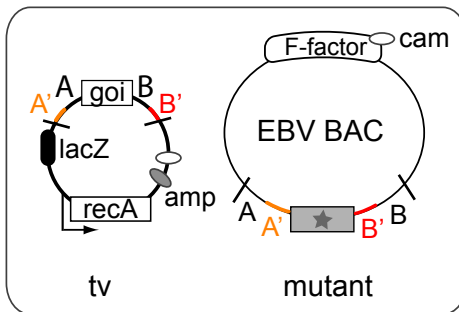 F-factor
cam
A' A goi B B'
lacZ
EBV BAC
recA
amp
A A' B' B
tv
mutant